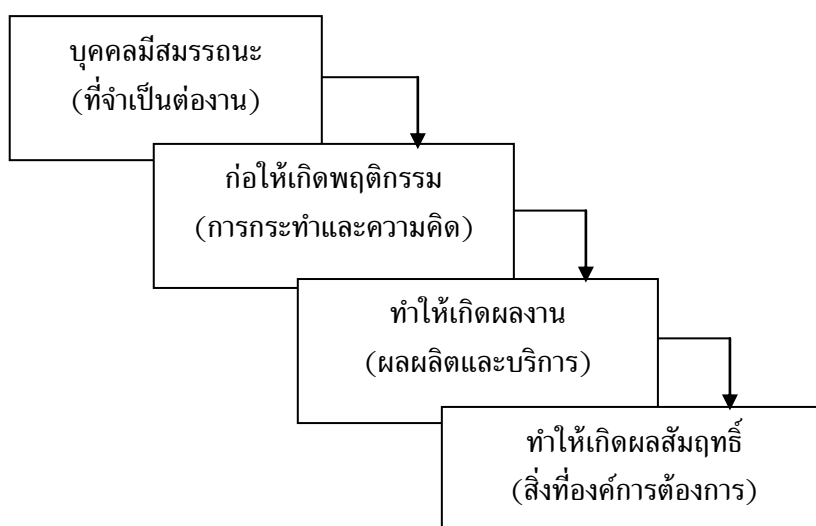 บุคคลมีสมรรถนะ
(ที่จำเป็นต่องาน)
ก่อให้เกิดพฤติกรรม
(การกระทำและความคิด)
ทำให้เกิดผลงาน
(ผลผลิตและบริการ)
ทำให้เกิดผลสัมฤทธิ์
(สิ่งที่องค์การต้องการ)